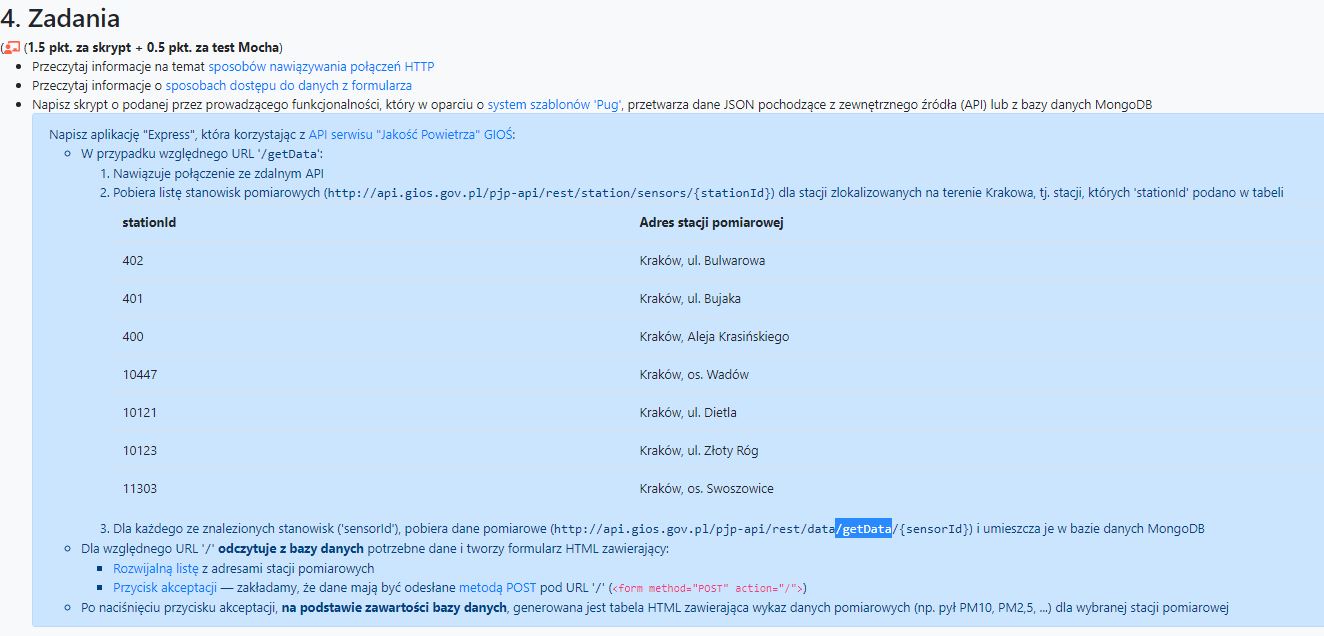 4. Zadania
(1.5 pkt. za skrypt + 0.5 pkt. za test Mocha)
Przeczytaj informacje na temat sposobów nawiązywania połączeń HTTP
Przeczytaj informacje o sposobach dostępu do danych z formularza
Napisz skrypt o podanej przez prowadzącego funkcjonalności, który w oparciu o system szablonów 'Pug', przetwarza dane JSON pochodzące z zewnętrznego źródła (API) lub z bazy danych MongoDB
Napisz aplikację "Express", która korzystając z API serwisu "Jakość Powietrza" GIOŚ:
W przypadku względnego URL '/getData':
1. Nawiązuje połączenie ze zdalnym API
2. Pobiera listę stanowisk pomiarowych (http://api.gios.gov.pl/pjp-api/rest/station/sensors/{stationId}) dla stacji zlokalizowanych na terenie Krakowa, tj. stacji, których 'stationId' podano w tabeli
stationId Adres stacji pomiarowej
402 Kraków, ul. Bulwarowa
401 Kraków, ul. Bujaka
400 Kraków, Aleja Krasińskiego
10447 Kraków, os. Wadów
10121 Kraków, ul. Dietla
10123 Kraków, ul. Złoty Róg
11303 Kraków, os. Swoszowice
3. Dla każdego ze znalezionych stanowisk ('sensorId'), pobiera dane pomiarowe (http://api.gios.gov.pl/pjp-api/rest/data/getData/{sensorId}) i umieszcza je w bazie danych MongoDB
Dla względnego URL '/' odczytuje z bazy danych potrzebne dane i tworzy formularz HTML zawierający:
Rozwijalną listę z adresami stacji pomiarowych
Przycisk akceptacji — zakładamy, że dane mają być odesłane metodą POST pod URL '/' (<form method="POST" action="/">)
Po naciśnięciu przycisku akceptacji, na podstawie zawartości bazy danych, generowana jest tabela HTML zawierająca wykaz danych pomiarowych (np. pył PM10, PM2,5, ...) dla wybranej stacji pomiarowej